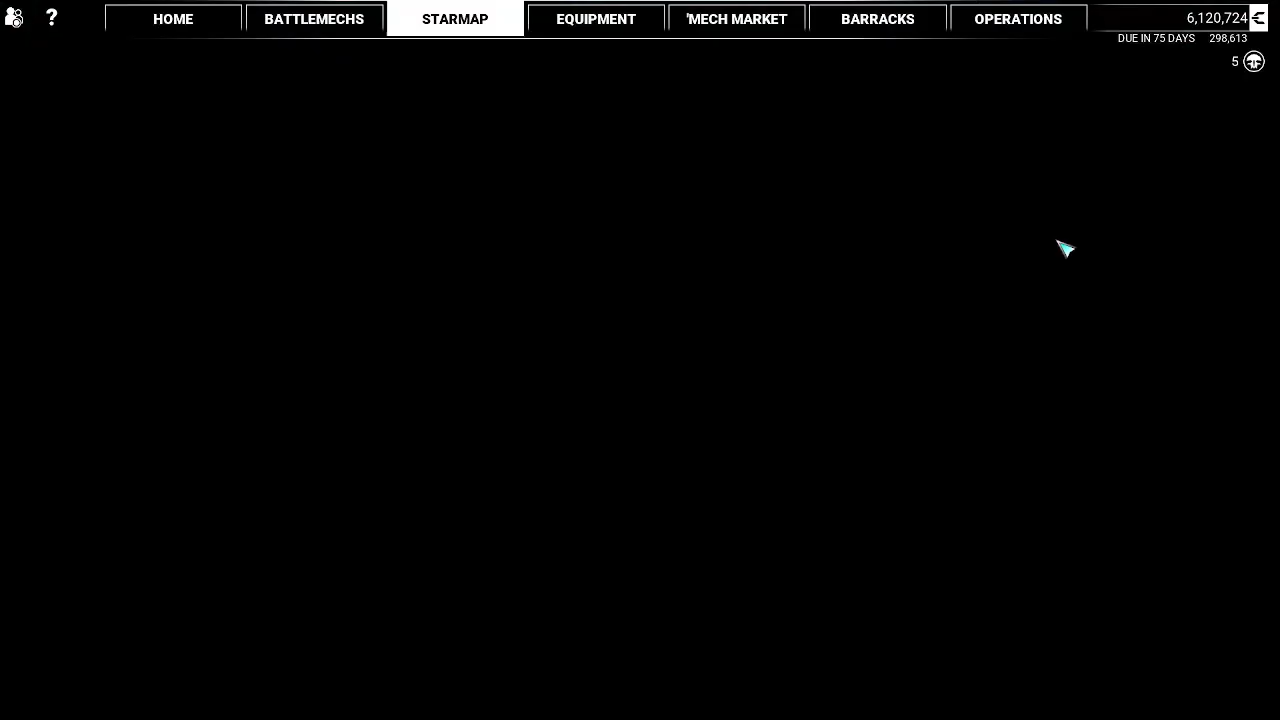 ?
HOME
BATTLEMECHS
STARMAP
EQUIPMENT
'MECH MARKET
BARRACKS
OPERATIONS
6,120,724
DUE IN 75 DAYS 298,613
5